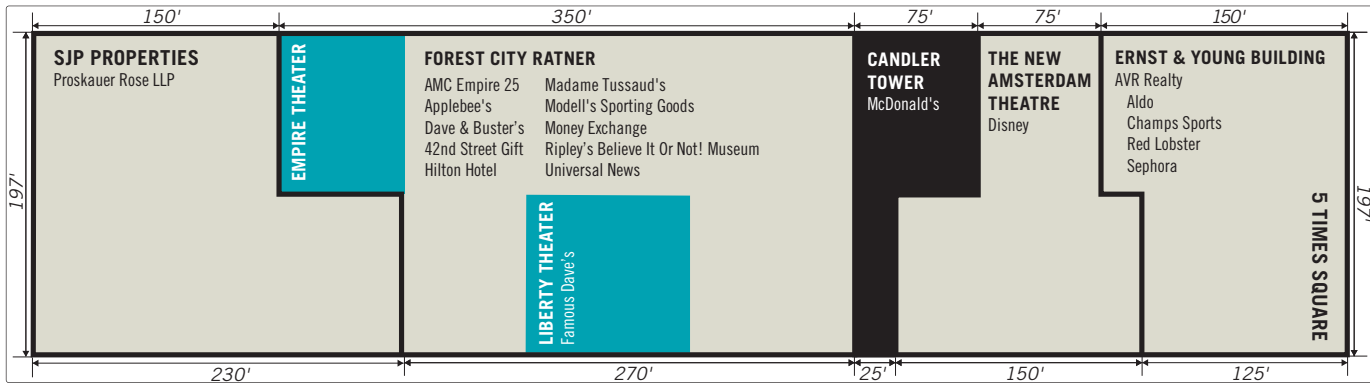 150'
350'
75'
75'
150'
197'
SJP PROPERTIES
Proskauer Rose LLP
EMPIRE THEATER
FOREST CITY RATNER
AMC Empire 25
Applebee's
Dave & Buster's
42nd Street Gift
Hilton Hotel
Madame Tussaud's
Modell's Sporting Goods
Money Exchange
Ripley's Believe It Or Not! Museum
Universal News
LIBERTY THEATER
Famous Dave's
CANDLER
TOWER
McDonald's
THE NEW
AMSTERDAM
THEATRE
Disney
ERNST & YOUNG BUILDING
AVR Realty
Aldo
Champs Sports
Red Lobster
Sephora
5 TIMES SQUARE
197'
230'
270'
25'
150'
125'